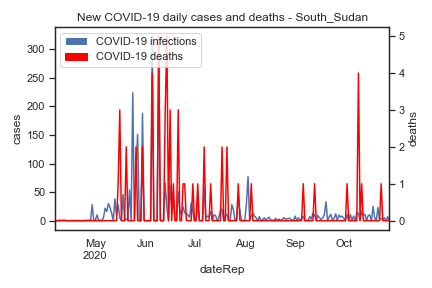 New COVID-19 daily cases and deaths - South_Sudan
COVID-19 infections
COVID-19 deaths
300
250
200
150
100
50
0
cases
5
4
3
2
1
0
deaths
May Jun Jul Aug Sep Oct
2020
dateRep